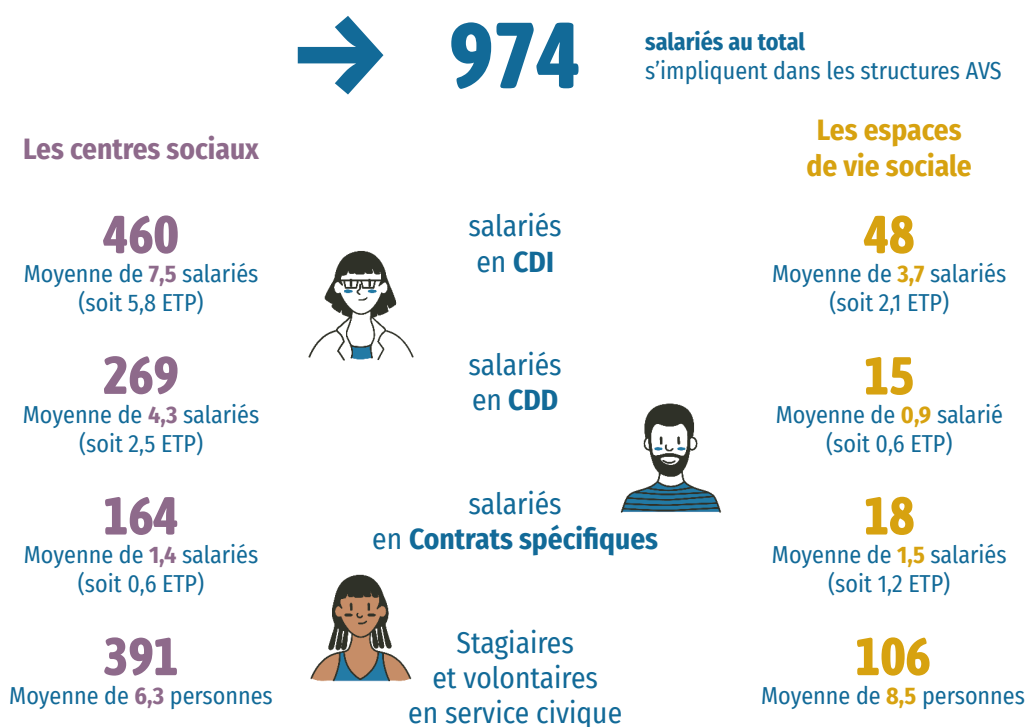 974
salariés au total
s'impliquent dans les structures AVS
Les centres sociaux
Les espaces
de vie sociale
460
Moyenne de 7,5 salariés
(soit 5,8 ETP)
salariés
en CDI
48
Moyenne de 3,7 salariés
(soit 2,1 ETP)
269
Moyenne de 4,3 salariés
(soit 2,5 ETP)
salariés
en CDD
15
Moyenne de 0,9 salarié
(soit 0,6 ETP)
164
Moyenne de 1,4 salariés
(soit 0,6 ETP)
salariés
en Contrats spécifiques
18
Moyenne de 1,5 salariés
(soit 1,2 ETP)
391
Moyenne de 6,3 personnes
Stagiaires
et volontaires
en service civique
106
Moyenne de 8,5 personnes